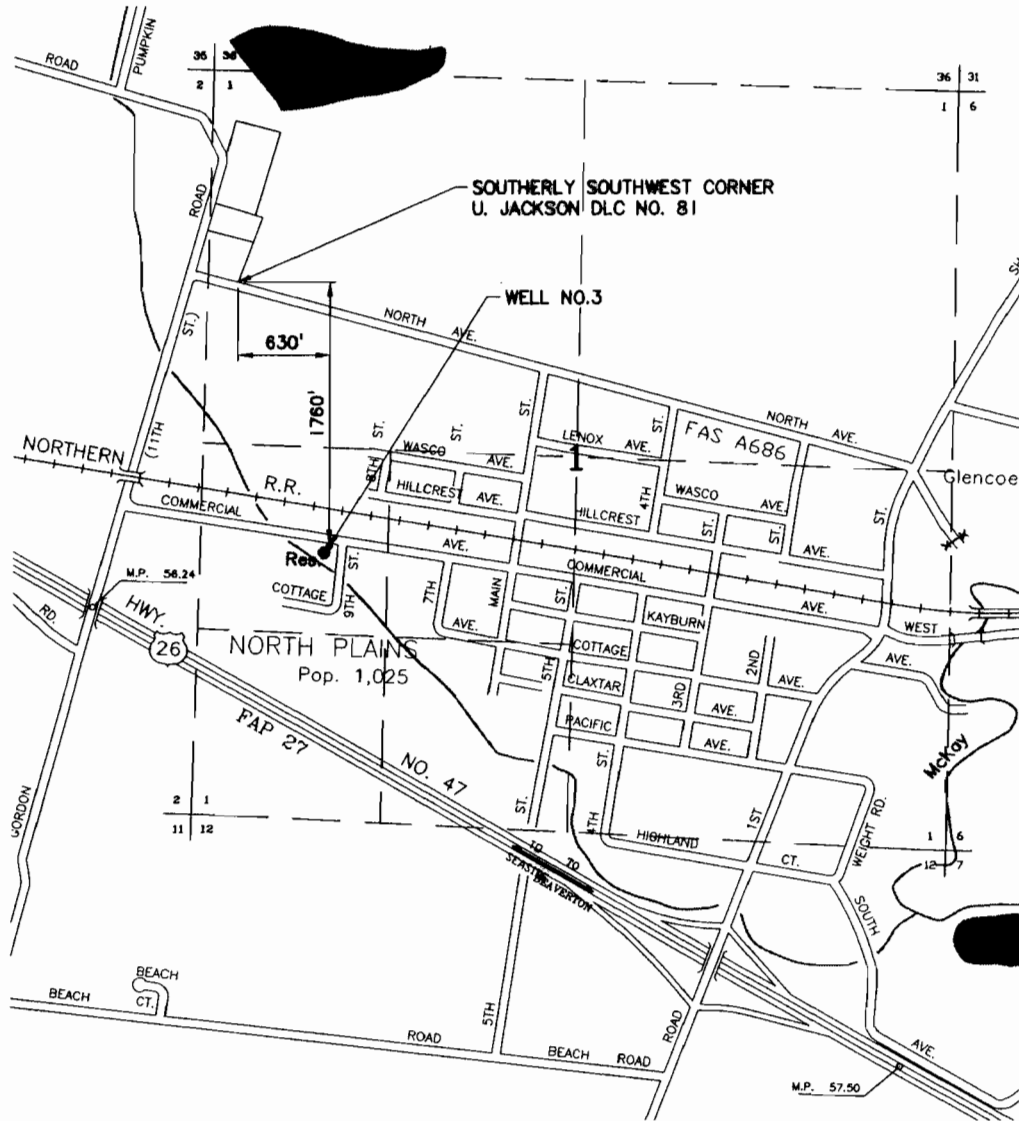 PUMPKIN
ROAD
35 36
2 1
36 31
1 6
ROAD
SOUTHERLY SOUTHWEST CORNER
U. JACKSON DLC NO. 81
WELL NO.3
NORTH AVE.
630'
1760'
(11TH ST.)
NORTH AVE.
LENOX AVE.
FAS A686
1
Glencoe
NORTHERN R.R.
8TH ST.
ST.
ST.
WASCO AVE.
HILLCREST AVE.
HILLCREST
4TH ST.
WASCO AVE.
ST.
ST.
ST.
COMMERCIAL AVE.
COMMERCIAL AVE.
Res.
M.P. 56.24
COTTAGE
9TH ST.
7TH
MAIN
ST.
KAYBURN
WEST
RD.
HWY.
26
NORTH PLAINS
Pop. 1,025
AVE.
COTTAGE
2ND
AVE.
5TH
CLAXTAR
3RD
AVE.
AVE.
PACIFIC
AVE.
FAP 27
NO. 47
ST.
McKay
GORDON
2 1
11 12
ST.
4TH
HIGHLAND CT.
1ST
WEIGHT RD.
1 6
12 7
TO SEASIDE
TO BEAVERTON
SOUTH
BEACH CT.
BEACH
ROAD
5TH
BEACH ROAD
ROAD
AVE.
M.P. 57.50